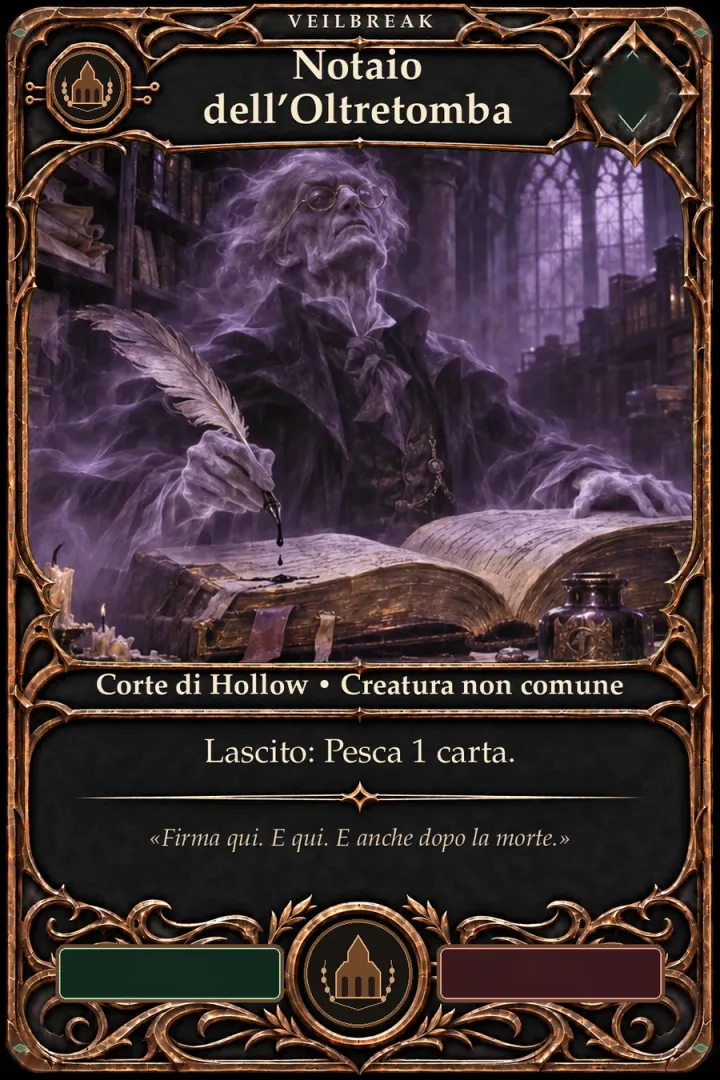 VEILBREAK
Notaio
dell’Oltretomba
Corte di Hollow • Creatura non comune
Lascito: Pesca 1 carta.
«Firma qui. E qui. E anche dopo la morte.»